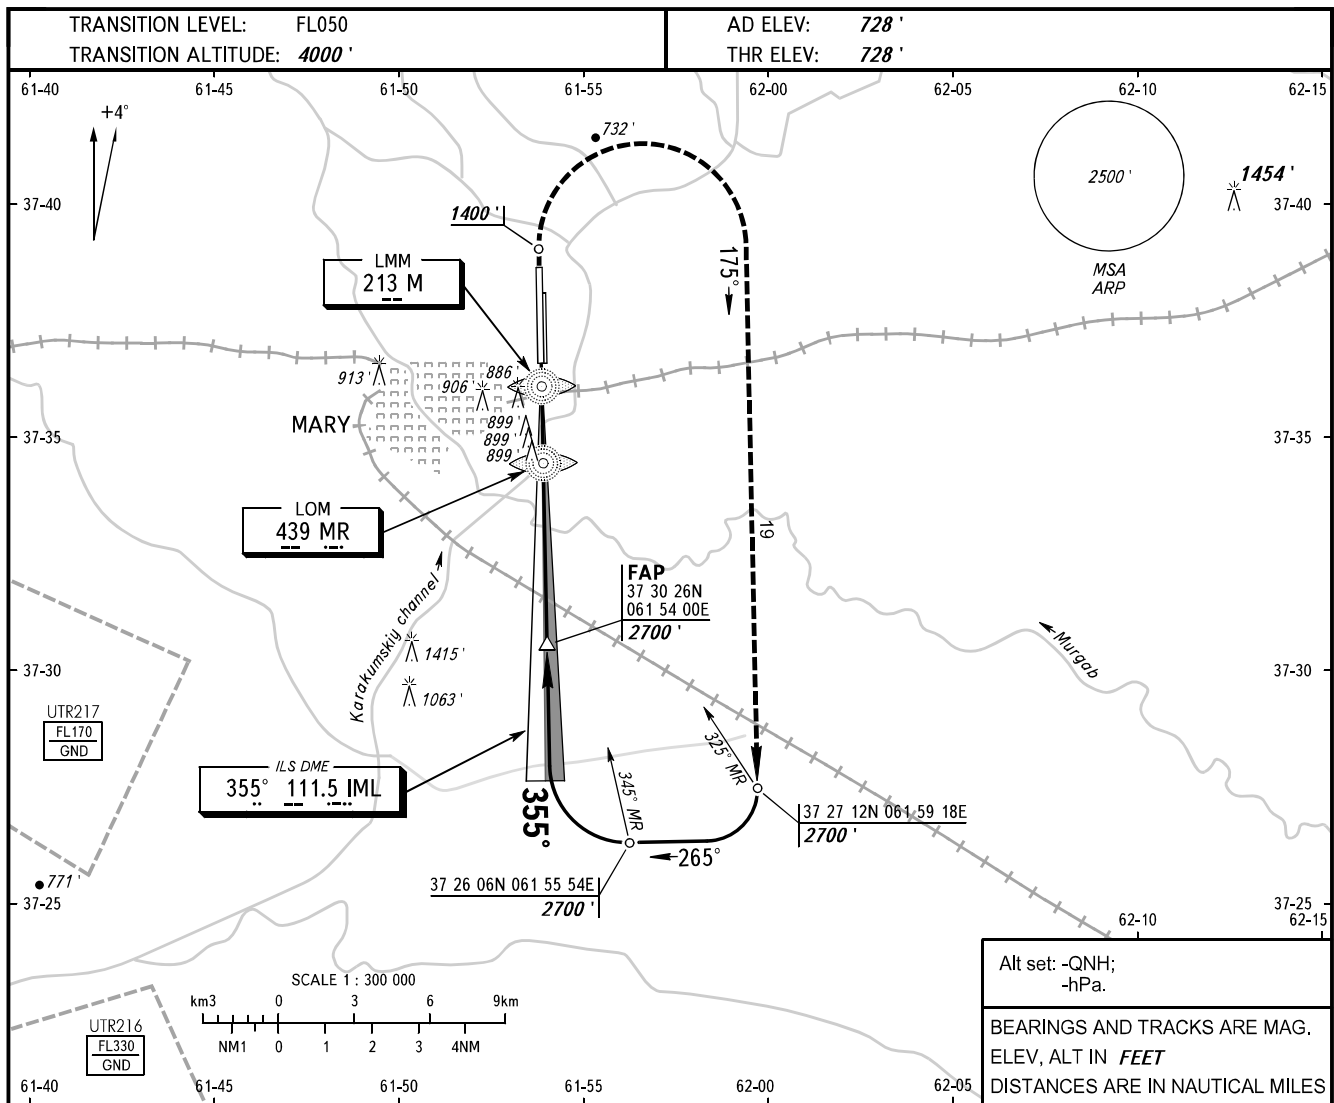 TRANSITION LEVEL: FL050
TRANSITION ALTITUDE: 4000 '
AD ELEV: 728 '
THR ELEV: 728 '
61-40 61-45 61-50 61-55 62-00 62-05 62-10 62-15
+4°
732 '
2500 '
1454 '
37-40
37-40
1400 '
MSA
ARP
LMM
213 M
175°
913 '
906 '
886 '
MARY
899 '
899 '
899 '
37-35
37-35
LOM
439 MR
19
FAP
37 30 26N
061 54 00E
2700 '
Karakumskiy channel
Murgab
1415 '
1063 '
37-30
37-30
UTR217
FL170
GND
ILS DME
355° 111.5 IML
355°
345° MR
325° MR
37 27 12N 061 59 18E
2700 '
265°
37 26 06N 061 55 54E
2700 '
771 '
37-25
37-25
62-10
62-15
SCALE 1 : 300 000
km3 0 3 6 9km
NM1 0 1 2 3 4NM
UTR216
FL330
GND
61-40 61-45 61-50 61-55 62-00 62-05
Alt set: -QNH;
-hPa.
BEARINGS AND TRACKS ARE MAG.
ELEV, ALT IN FEET
DISTANCES ARE IN NAUTICAL MILES